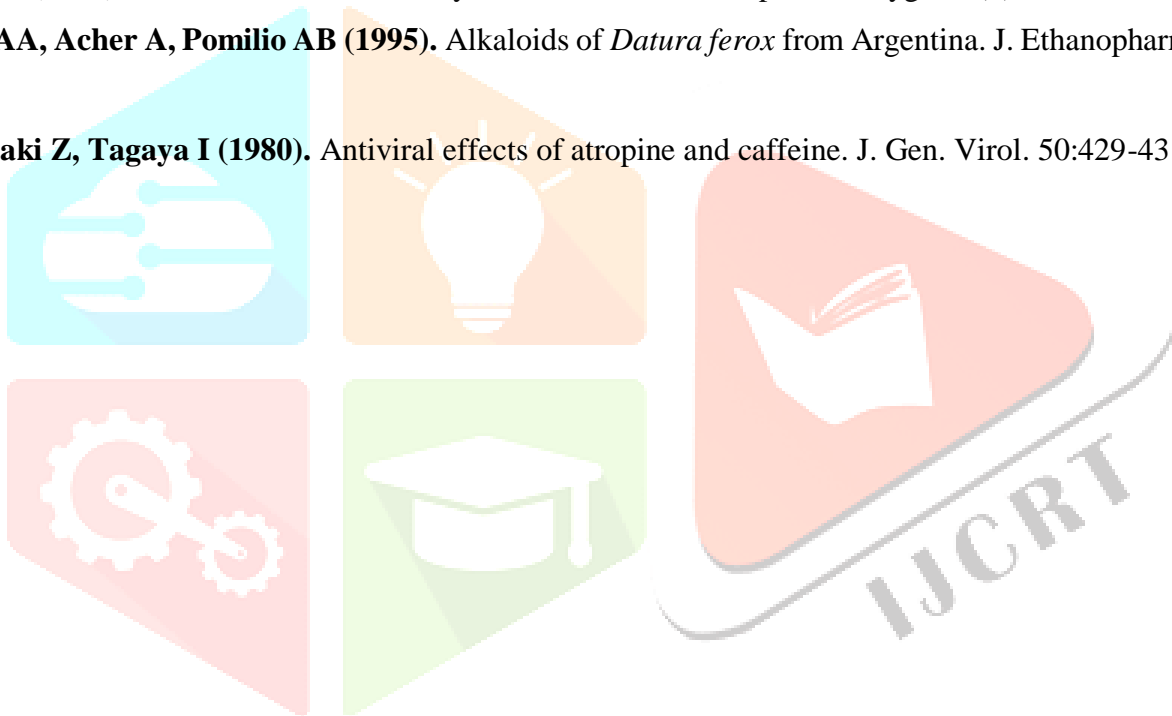 AA, Acher A, Pomilio AB (1995). Alkaloids of Datura ferox from Argentina. J. Ethanophar
aki Z, Tagaya I (1980). Antiviral effects of atropine and caffeine. J. Gen. Virol. 50:429-43
IJCRT